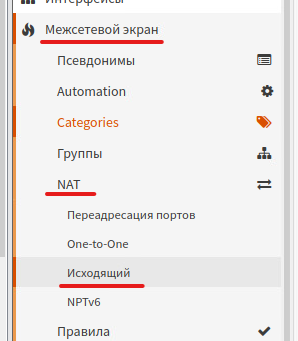 Интерфейсы
Межсетевой экран
Псевдонимы
Automation
Categories
Группы
NAT
Переадресация портов
One-to-One
Исходящий
NPTv6
Правила